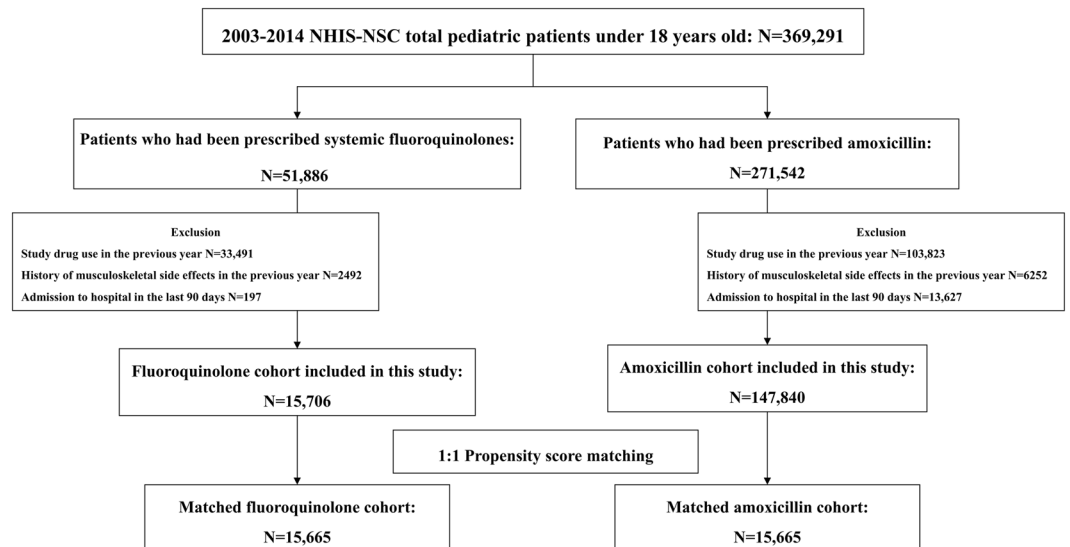 2003-2014 NHIS-NSC total pediatric patients under 18 years old: N=369,291
Patients who had been prescribed systemic fluoroquinolones:
N=51,886
Patients who had been prescribed amoxicillin:
N=271,542
Exclusion
Study drug use in the previous year N=33,491
History of musculoskeletal side effects in the previous year N=2492
Admission to hospital in the last 90 days N=197
Exclusion
Study drug use in the previous year N=103,823
History of musculoskeletal side effects in the previous year N=6252
Admission to hospital in the last 90 days N=13,627
Fluoroquinolone cohort included in this study:
N=15,706
Amoxicillin cohort included in this study:
N=147,840
1:1 Propensity score matching
Matched fluoroquinolone cohort:
N=15,665
Matched amoxicillin cohort:
N=15,665